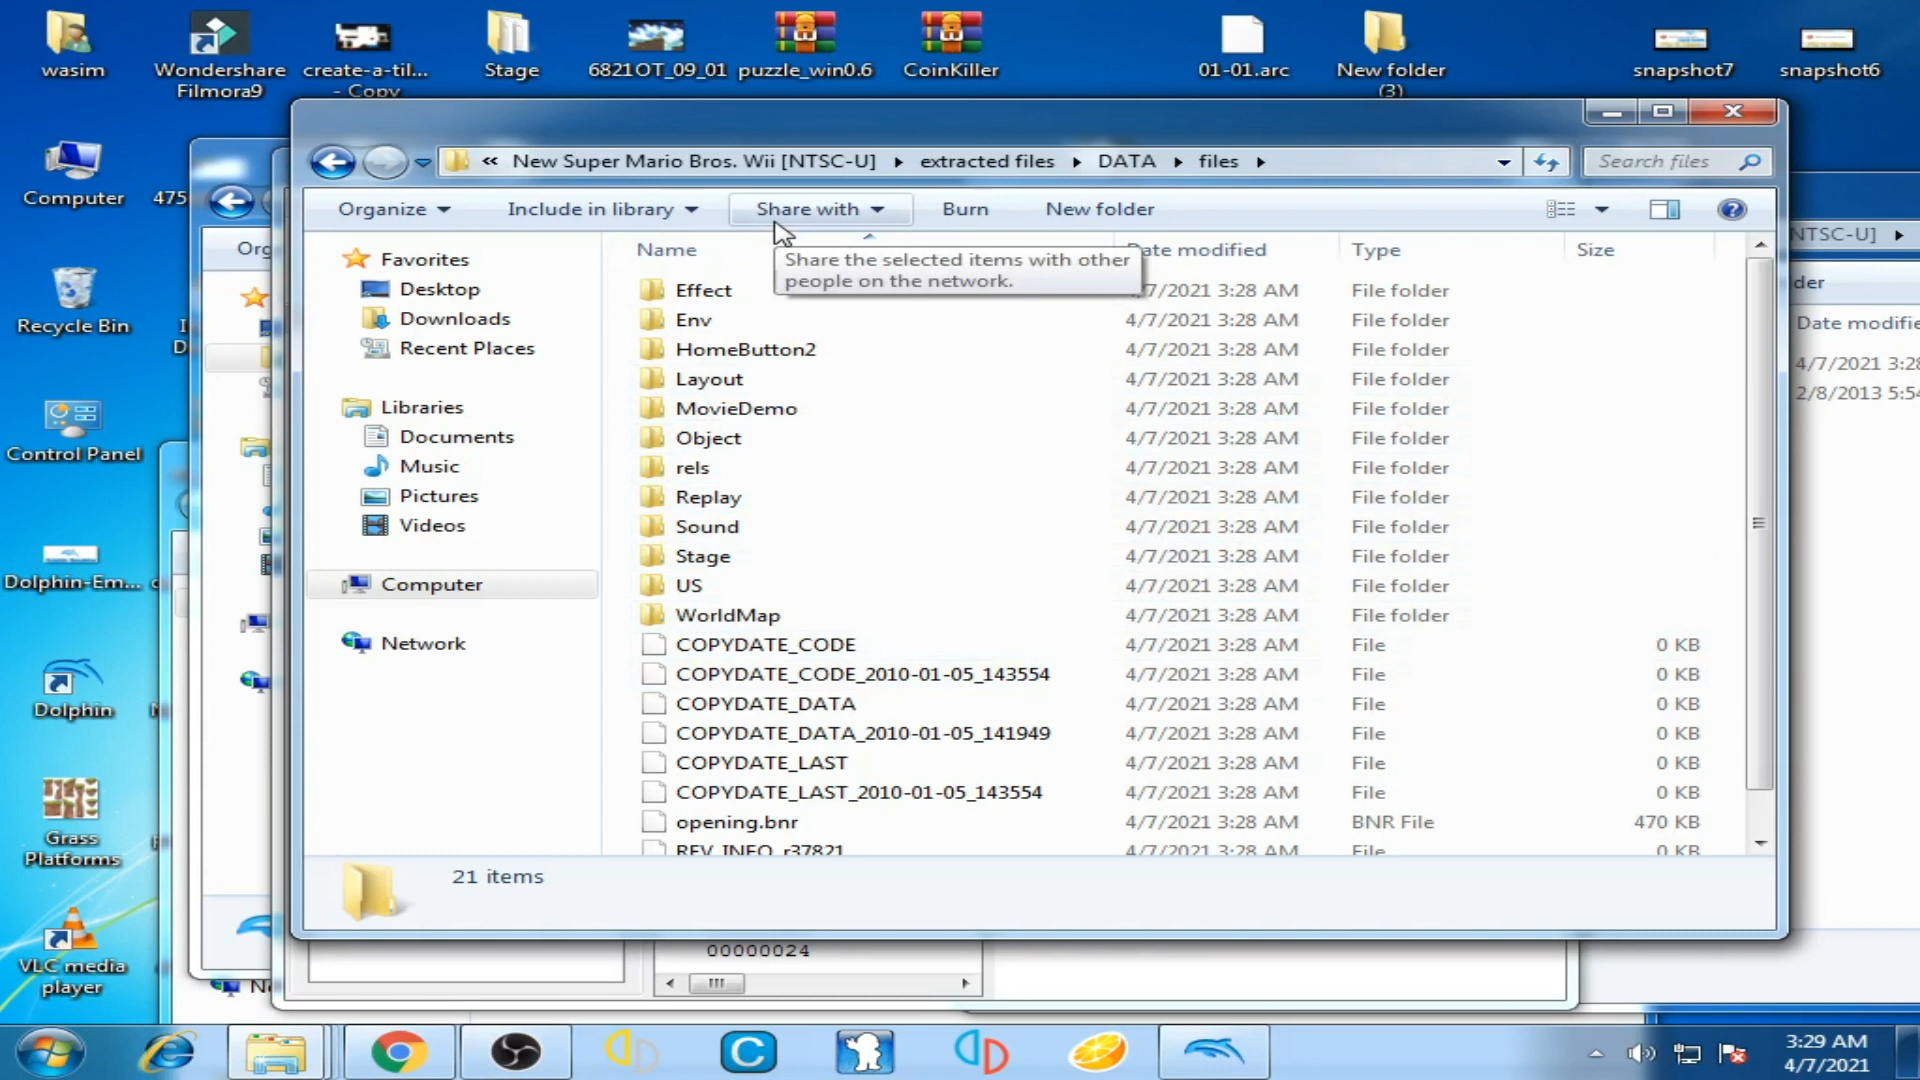 wasim
Wondershare
Filmora9
create-a-til...
- Copy
Stage
6821OT_09_01
puzzle_win0.6
CoinKiller
01-01.arc
New folder
(3)
snapshot7
snapshot6
Computer
475
Recycle Bin
Control Panel
Dolphin-Em...
Dolphin
Grass
Platforms
VLC media
player
Org
« New Super Mario Bros. Wii [NTSC-U] extracted files DATA files
Search files
Organize
Include in library
Share with
Burn
New folder
Share the selected items with other
people on the network.
Name
Date modified
Type
Size
Favorites
Desktop
Downloads
Recent Places
Libraries
Documents
Music
Pictures
Videos
Computer
Network
Effect 4/7/2021 3:28 AM File folder
Env 4/7/2021 3:28 AM File folder
HomeButton2 4/7/2021 3:28 AM File folder
Layout 4/7/2021 3:28 AM File folder
MovieDemo 4/7/2021 3:28 AM File folder
Object 4/7/2021 3:28 AM File folder
rels 4/7/2021 3:28 AM File folder
Replay 4/7/2021 3:28 AM File folder
Sound 4/7/2021 3:28 AM File folder
Stage 4/7/2021 3:28 AM File folder
US 4/7/2021 3:28 AM File folder
WorldMap 4/7/2021 3:28 AM File folder
COPYDATE_CODE 4/7/2021 3:28 AM File 0 KB
COPYDATE_CODE_2010-01-05_143554 4/7/2021 3:28 AM File 0 KB
COPYDATE_DATA 4/7/2021 3:28 AM File 0 KB
COPYDATE_DATA_2010-01-05_141949 4/7/2021 3:28 AM File 0 KB
COPYDATE_LAST 4/7/2021 3:28 AM File 0 KB
COPYDATE_LAST_2010-01-05_143554 4/7/2021 3:28 AM File 0 KB
opening.bnr 4/7/2021 3:28 AM BNR File 470 KB
REV_INFO_r37821 4/7/2021 3:28 AM File 0 KB
21 items
NTSC-U]
der
Date modifie
4/7/2021 3:28
2/8/2013 5:54
00000024
3:29 AM
4/7/2021